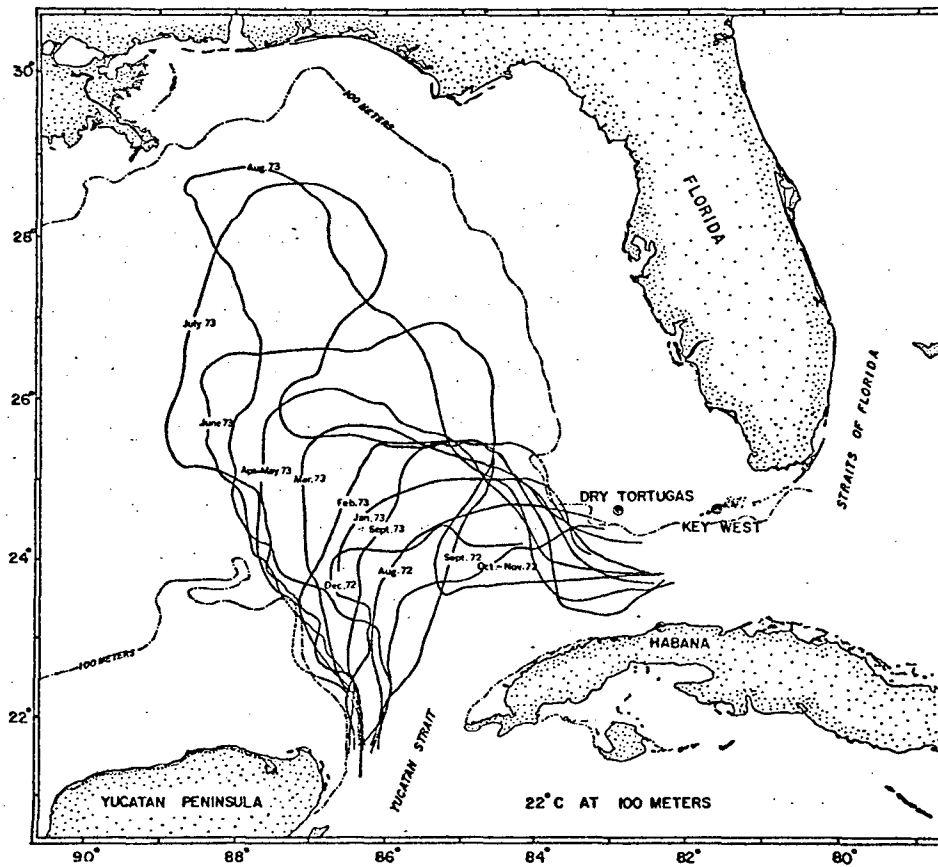 30°
28°
26°
24°
22°
100 METERS
Aug. 73
July 73
June 73
Apr.-May 73
Mar. 73
Feb. 73
Jan. 73
Sept. 73
Dec. 72
Aug. 72
Sept. 72
Oct.-Nov. 72
FLORIDA
STRAITS OF FLORIDA
DRY TORTUGAS
KEY WEST
100 METERS
HABANA
YUCATAN STRAIT
YUCATAN PENINSULA
22°C AT 100 METERS
90°
88°
86°
84°
82°
80°